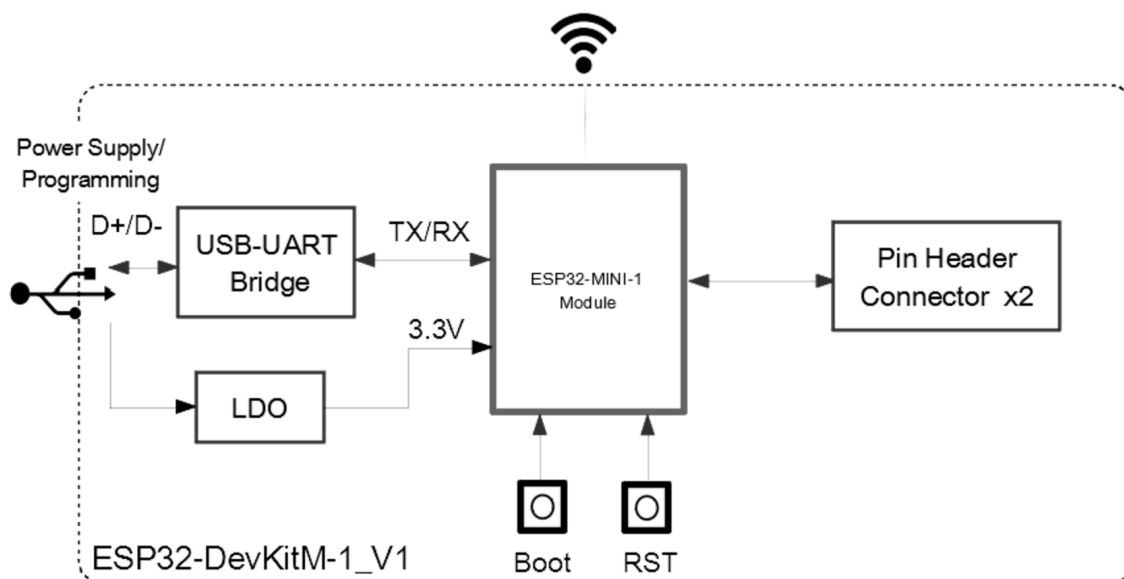 Power Supply/
Programming
D+/D-
USB-UART
Bridge
TX/RX
ESP32-MINI-1
Module
Pin Header
Connector x2
3.3V
LDO
Boot
RST
ESP32-DevKitM-1_V1